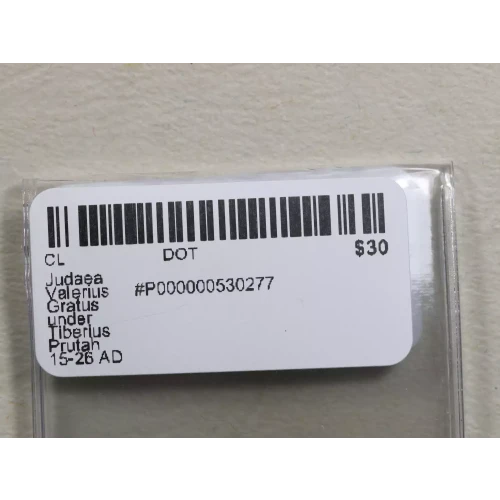 CL DOT $30
Judaea
Valerius #P000000530277
Gratus
under
Tiberius
Prutah
15-26 AD